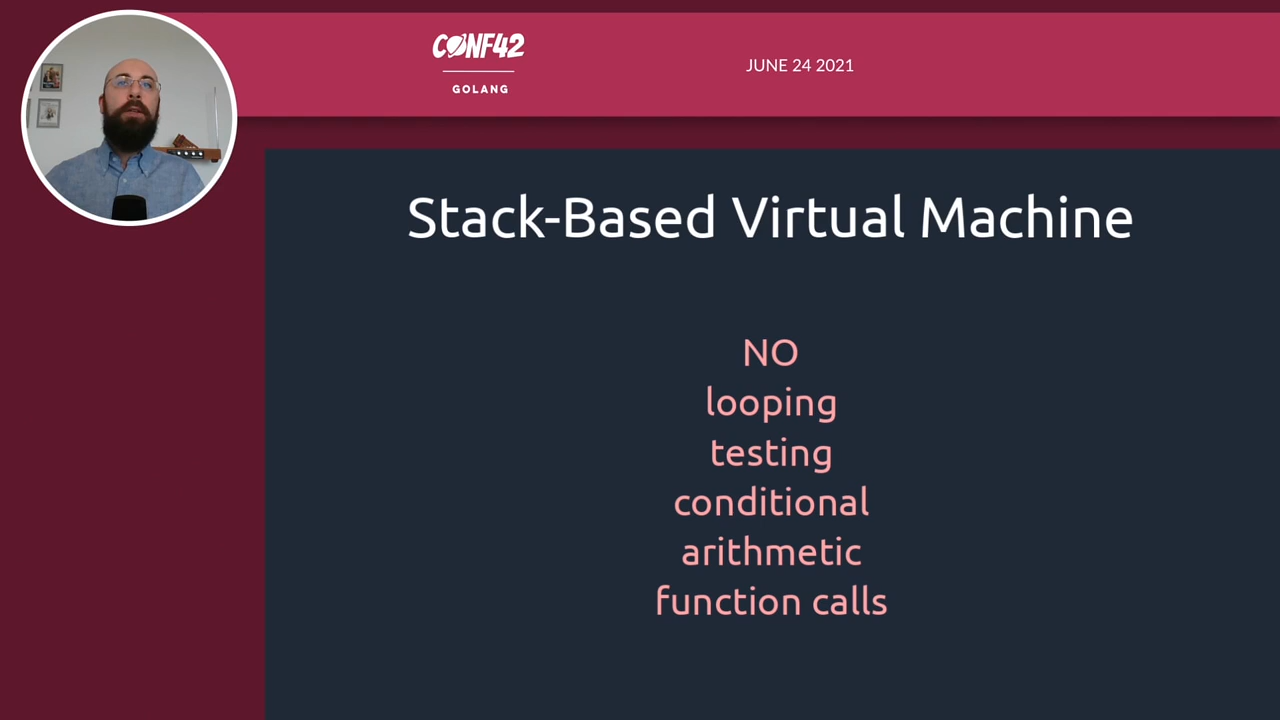 CONF42
GOLANG
JUNE 24 2021
Stack-Based Virtual Machine
NO
looping
testing
conditional
arithmetic
function calls